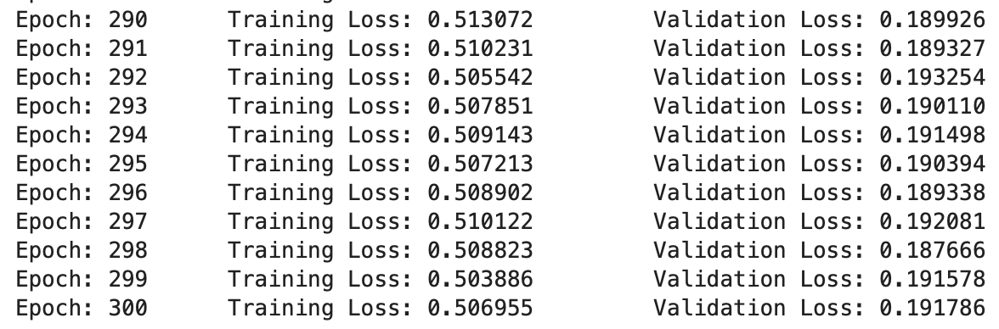 Epoch: 290 Training Loss: 0.513072 Validation Loss: 0.189926
Epoch: 291 Training Loss: 0.510231 Validation Loss: 0.189327
Epoch: 292 Training Loss: 0.505542 Validation Loss: 0.193254
Epoch: 293 Training Loss: 0.507851 Validation Loss: 0.190110
Epoch: 294 Training Loss: 0.509143 Validation Loss: 0.191498
Epoch: 295 Training Loss: 0.507213 Validation Loss: 0.190394
Epoch: 296 Training Loss: 0.508902 Validation Loss: 0.189338
Epoch: 297 Training Loss: 0.510122 Validation Loss: 0.192081
Epoch: 298 Training Loss: 0.508823 Validation Loss: 0.187666
Epoch: 299 Training Loss: 0.503886 Validation Loss: 0.191578
Epoch: 300 Training Loss: 0.506955 Validation Loss: 0.191786